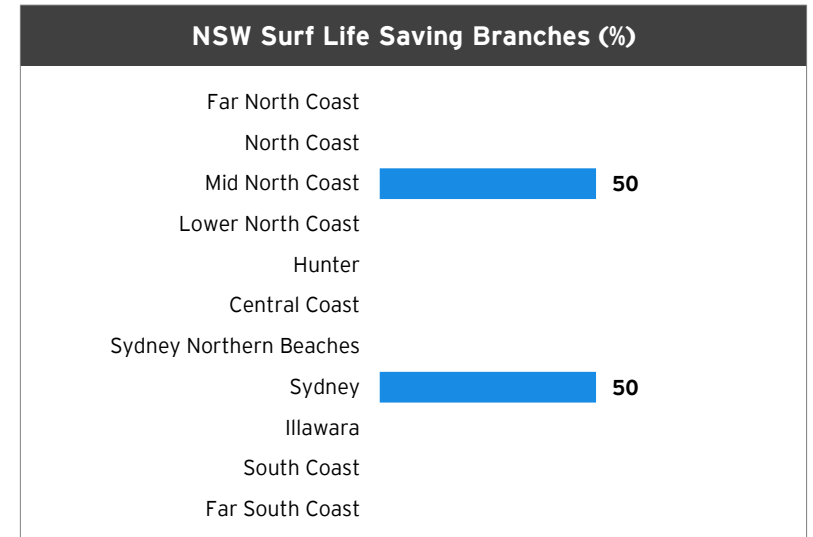 NSW Surf Life Saving Branches (%)
Far North Coast
North Coast
Mid North Coast 50
Lower North Coast
Hunter
Central Coast
Sydney Northern Beaches
Sydney 50
Illawara
South Coast
Far South Coast